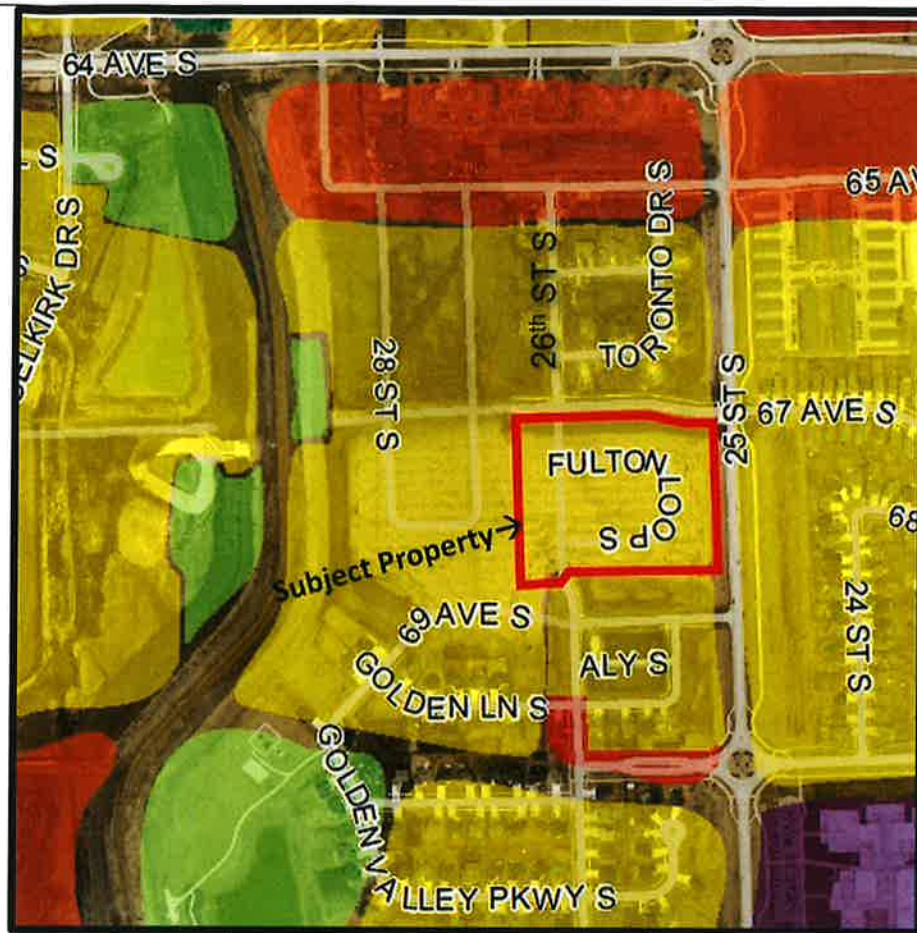 64 AVE S
S
65 AV
SELKIRK DR S
TORONTO DR S
26th ST S
28 ST S
25 ST S
67 AVE S
FULTON
LOOP S
Subject Property→
68
69 AVE S
24 ST S
ALY S
GOLDEN LN S
GOLDEN VALLEY PKWY S